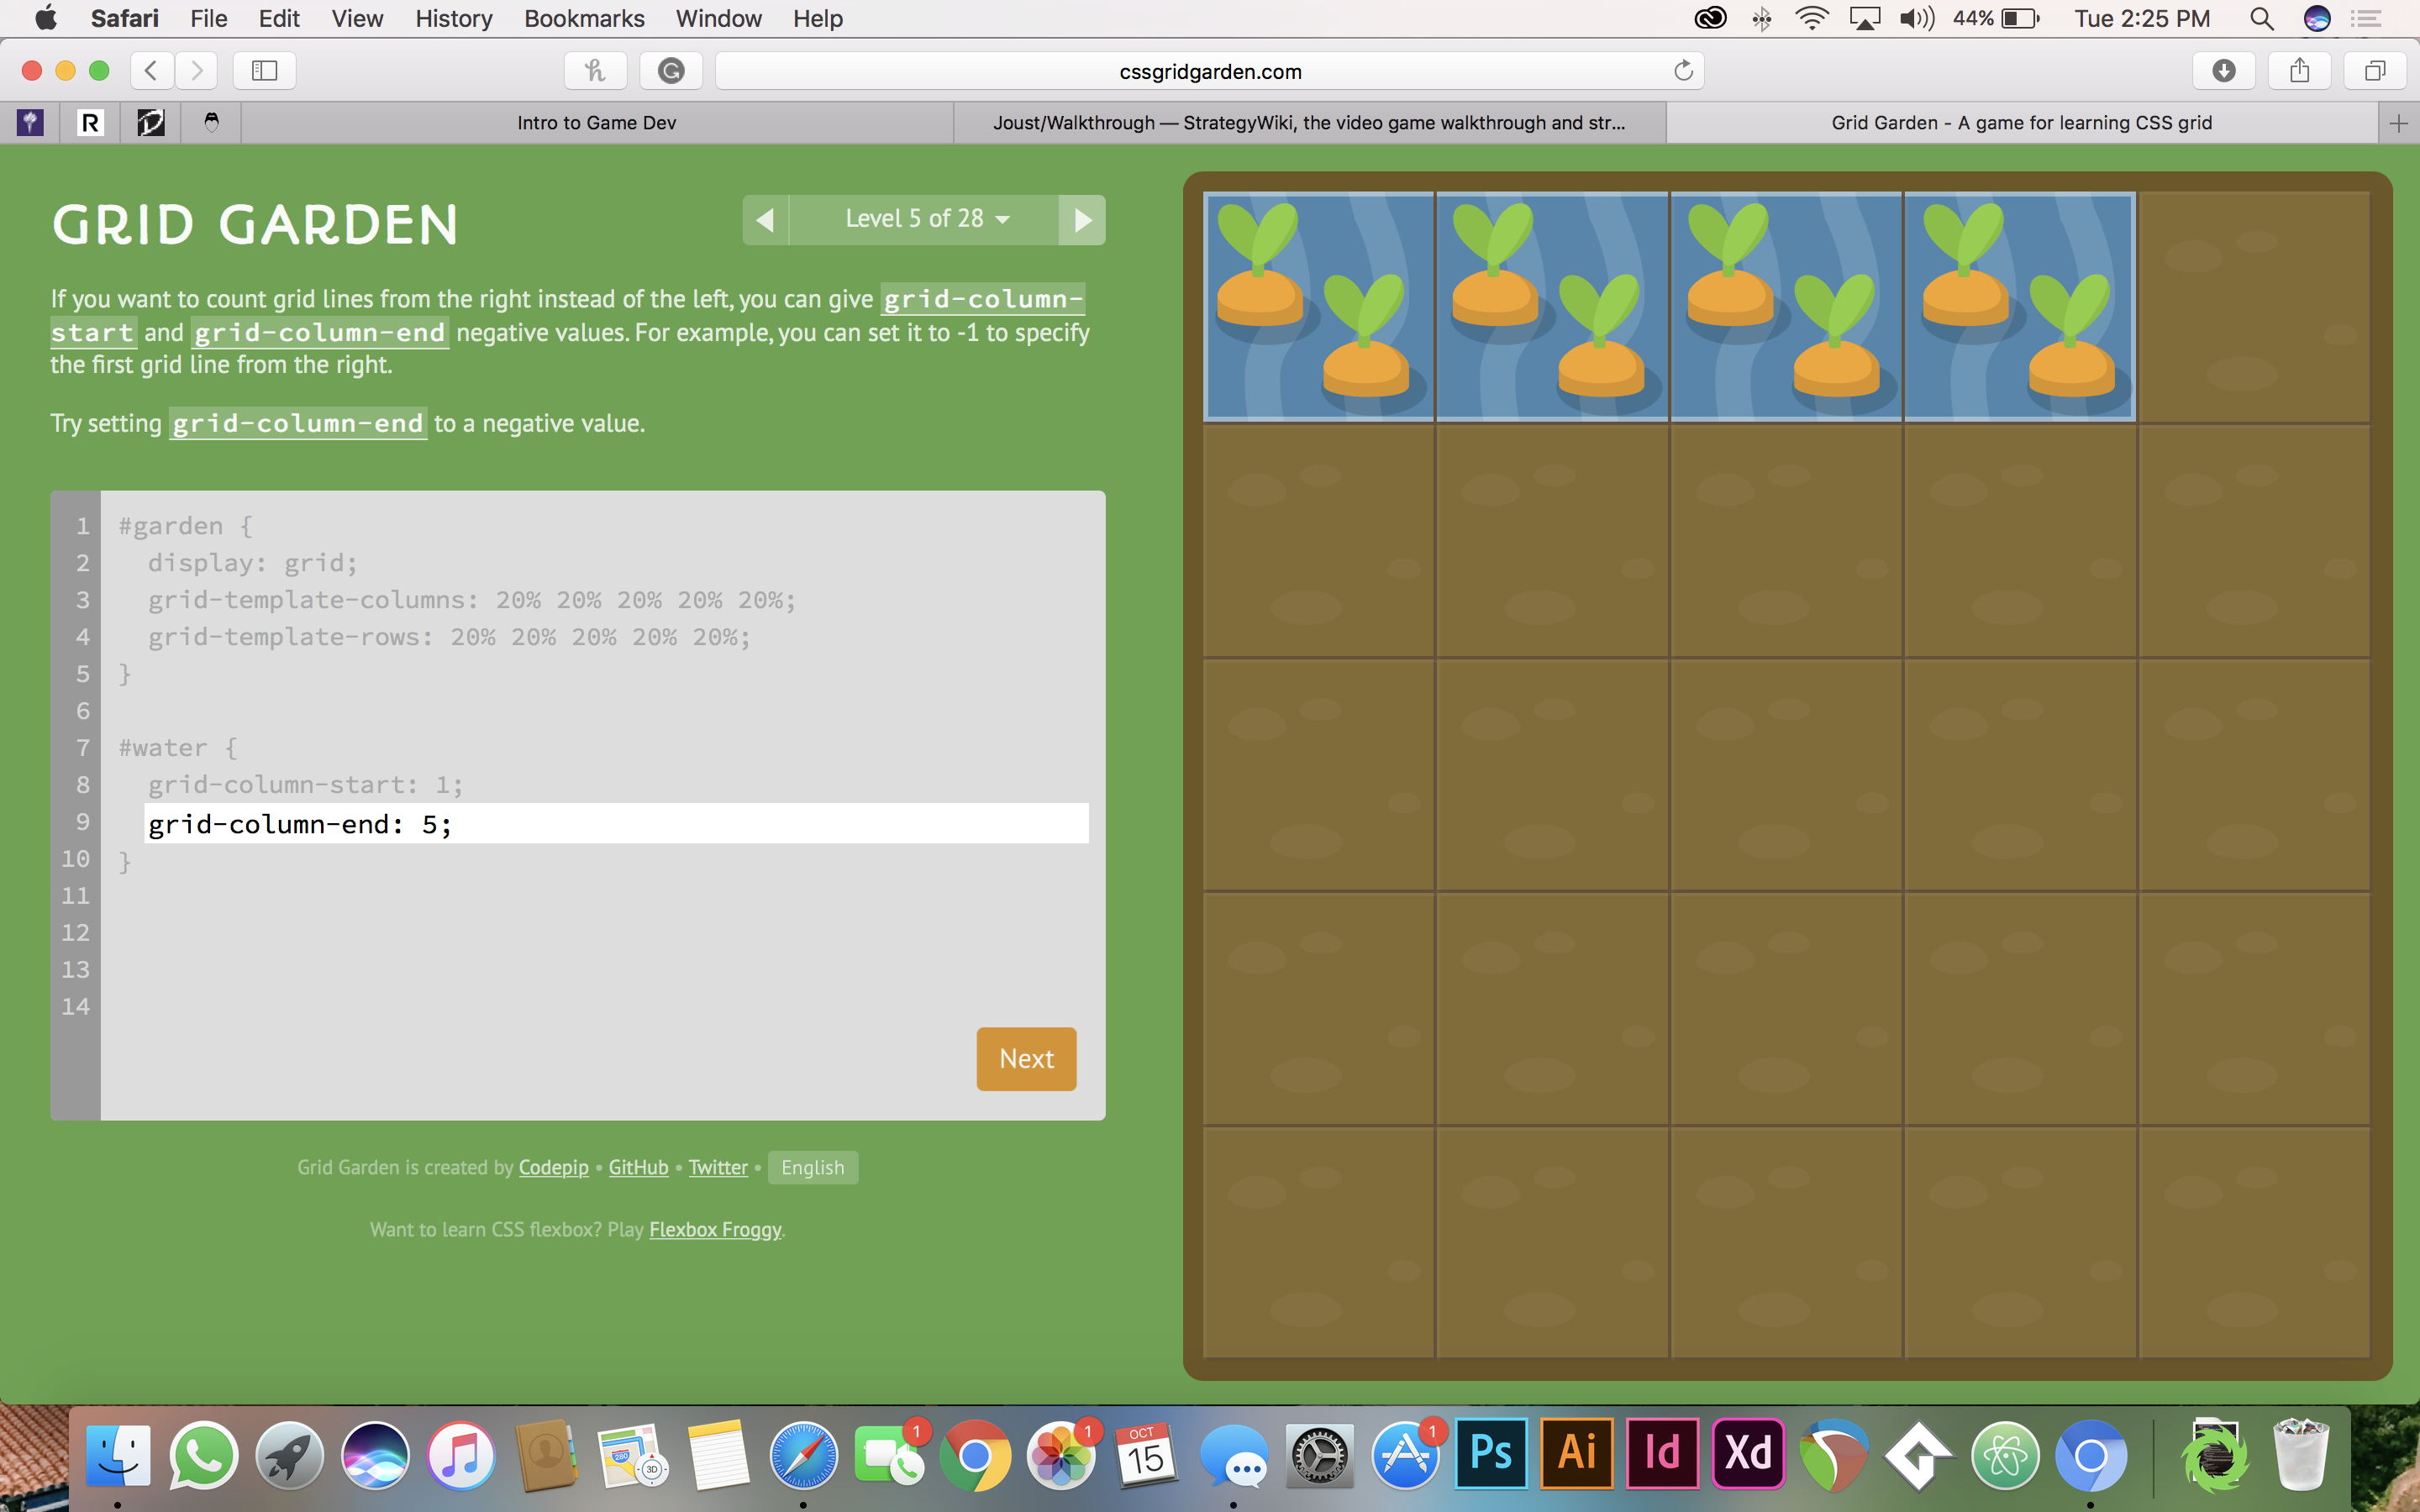 Safari File Edit View History Bookmarks Window Help 44% Tue 2:25 PM
cssgridgarden.com
R Intro to Game Dev Joust/Walkthrough — StrategyWiki, the video game walkthrough and str... Grid Garden - A game for learning CSS grid
GRID GARDEN
Level 5 of 28
If you want to count grid lines from the right instead of the left, you can give grid-column-
start and grid-column-end negative values. For example, you can set it to -1 to specify
the first grid line from the right.
Try setting grid-column-end to a negative value.
1 #garden {
2 display: grid;
3 grid-template-columns: 20% 20% 20% 20% 20%;
4 grid-template-rows: 20% 20% 20% 20% 20%;
5 }
6
7 #water {
8 grid-column-start: 1;
9 grid-column-end: 5;
10 }
11
12
13
14
Next
Grid Garden is created by Codepip • GitHub • Twitter • English
Want to learn CSS flexbox? Play Flexbox Froggy.
280 3D 1 1 OCT 15 1 Ps Ai Id Xd